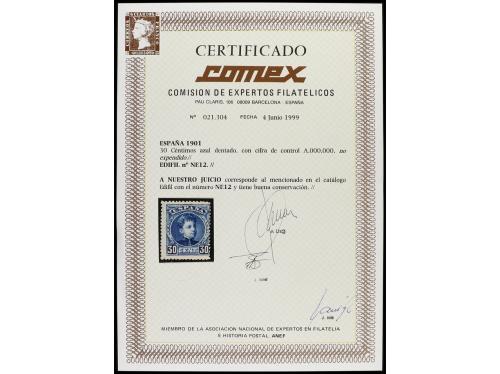 CERTIFICADO
comex
COMISION DE EXPERTOS FILATELICOS
PAU CLARIS, 106 08009 BARCELONA - ESPAÑA
Nº 021.304 FECHA 4 Junio 1999
ESPAÑA 1901
30 Céntimos azul dentado, con cifra de control A.000,000, no
expendido//
EDIFIL nº NE12. //
A NUESTRO JUICIO corresponde al mencionado en el catálogo
Edifil con el número NE12 y tiene buena conservación. //
ESPAÑA
30 CENT. 30
MIEMBRO DE LA ASOCIACION NACIONAL DE EXPERTOS EN FILATELIA
E HISTORIA POSTAL. ANEF